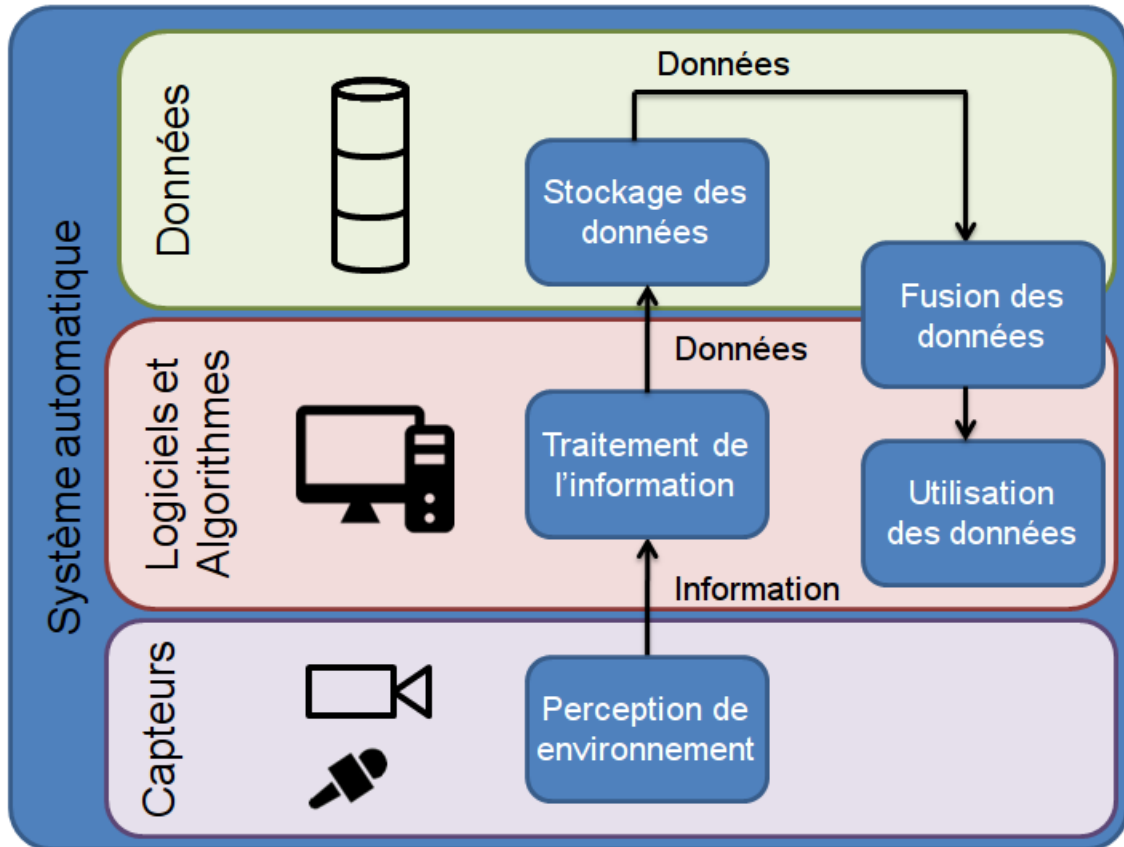 Système automatique
Données
Données
Stockage des
données
Fusion des
données
Logiciels et
Algorithmes
Données
Traitement de
l'information
Utilisation
des données
Information
Capteurs
Perception de
environnement